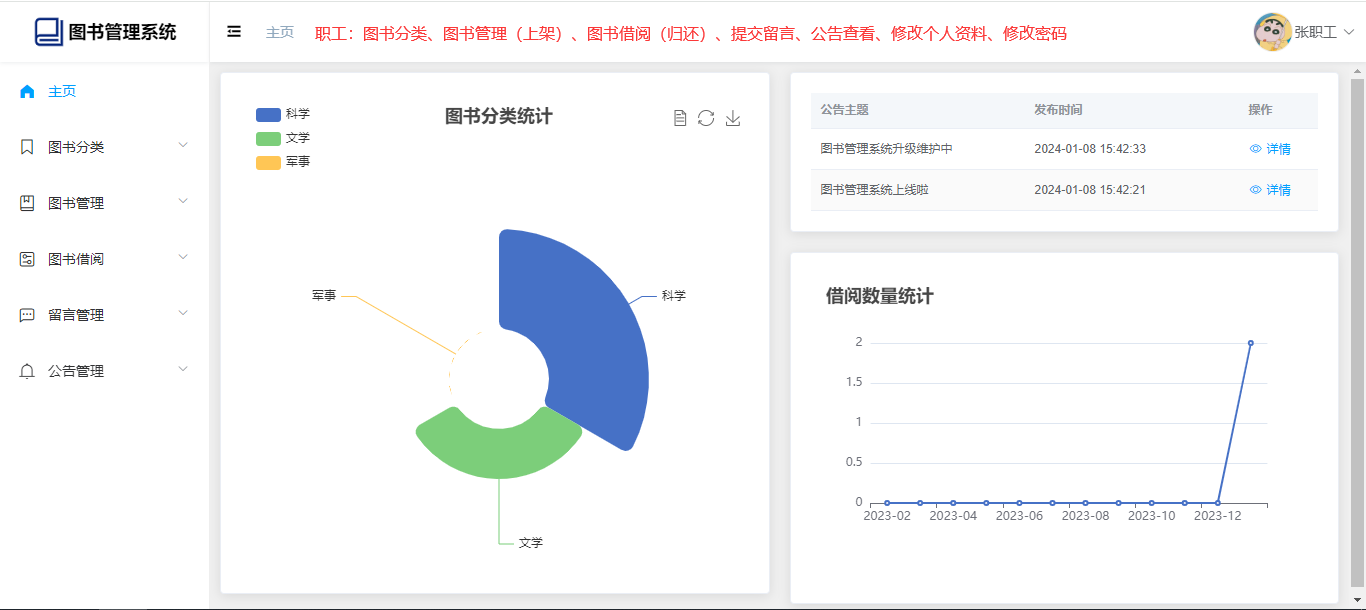 图书管理系统
主页
职工：图书分类、图书管理（上架）、图书借阅（归还）、提交留言、公告查看、修改个人资料、修改密码
张职工
主页
图书分类
图书管理
图书借阅
留言管理
公告管理
图书分类统计
科学
文学
军事
军事
科学
文学
公告主题 发布时间 操作
图书管理系统升级维护中 2024-01-08 15:42:33 详情
图书管理系统上线啦 2024-01-08 15:42:21 详情
借阅数量统计
2
1.5
1
0.5
0
2023-02 2023-04 2023-06 2023-08 2023-10 2023-12